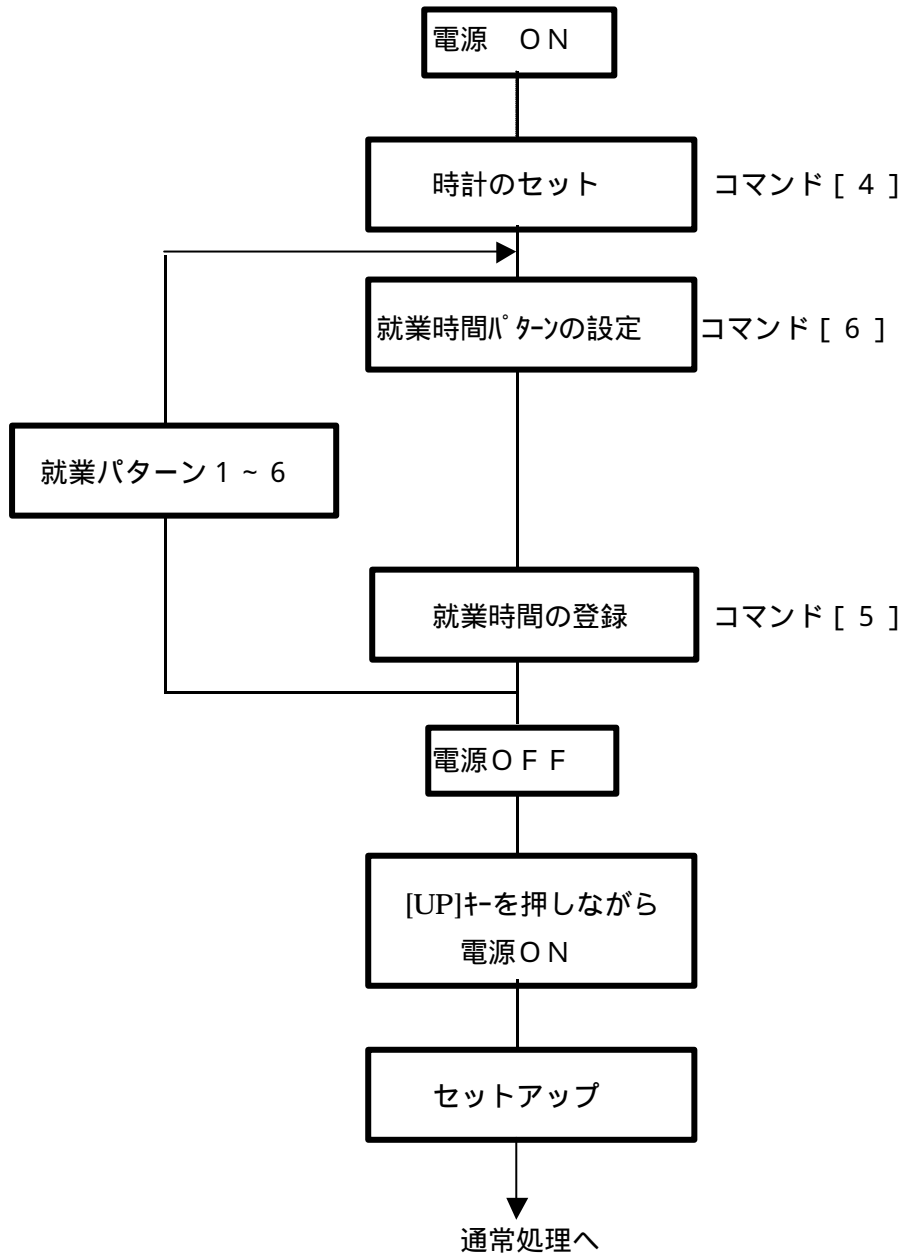 電源　ＯＮ
時計のセット
コマンド［４］
就業時間ﾊﾟﾀｰﾝの設定
コマンド［６］
就業パターン１～６
就業時間の登録
コマンド［５］
電源ＯＦＦ
[UP]ｷｰを押しながら
電源ＯＮ
セットアップ
通常処理へ